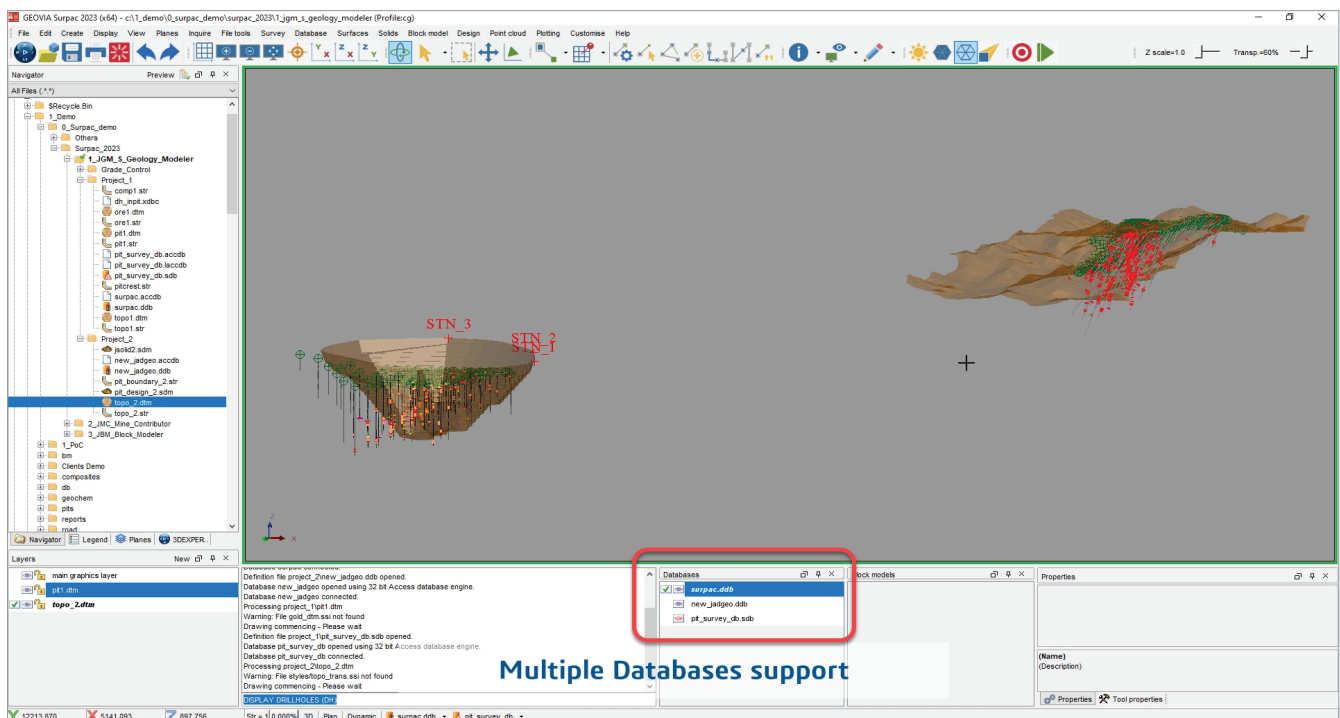 GEOVIA Surpac 2023 (x64) - c:\1_demo\0_surpac_demo\surpac_2023\1_jgm_s_geology_modeler (Profile:cg)
File Edit Create Display View Planes Inquire File tools Survey Database Surfaces Solids Block model Design Point cloud Plotting Customise Help
Z scale=1.0 Transp.=60%
Navigator Preview
All Files (*.*)
$Recycle.Bin
1_Demo
0_Surpac_demo
Others
Surpac_2023
1_JGM_S_Geology_Modeler
Grade_Control
Project_1
comp1.str
dh_inpit.xdbc
ore1.dtm
ore1.str
pit1.dtm
pit1.str
pit_survey_db.accdb
pit_survey_db.laccdb
pit_survey_db.sdb
pitcrest.str
surpac.accdb
surpac.ddb
topo1.dtm
topo1.str
Project_2
jsolid2.sdm
new_jadgeo.accdb
new_jadgeo.ddb
pit_boundary_2.str
pit_design_2.sdm
topo_2.dtm
topo_2.str
2_JMC_Mine_Contributor
3_JBM_Block_Modeler
1_PoC
bm
Clients Demo
composites
db
geochem
pits
reports
road
Navigator Legend Planes 3DEXPER..
STN_3
STN_2
STN_1
Z
X
Layers New
main graphics layer
pit1.dtm
topo_2.dtm
Database surpac connected.
Definition file project_2\new_jadgeo.ddb opened.
Database new_jadgeo opened using 32 bit Access database engine.
Database new_jadgeo connected.
Processing project_1\pit1.dtm
Warning: File gold_dtm.ssi not found
Drawing commencing - Please wait
Definition file project_1\pit_survey_db.sdb opened.
Database pit_survey_db opened using 32 bit Access database engine.
Database pit_survey_db connected.
Processing project_2\topo_2.dtm
Warning: File styles/topo_trans.ssi not found
Drawing commencing - Please wait
DISPLAY DRILLHOLES (DH)
Databases
surpac.ddb
new_jadgeo.ddb
pit_survey_db.sdb
Block models
Multiple Databases support
Properties
(Name)
(Description)
Properties Tool properties
Y 12213.870 X 5141.093 Z 897.756 Str = 1 0.000% 3D Plan Dynamic surpac.ddb pit_survey_db